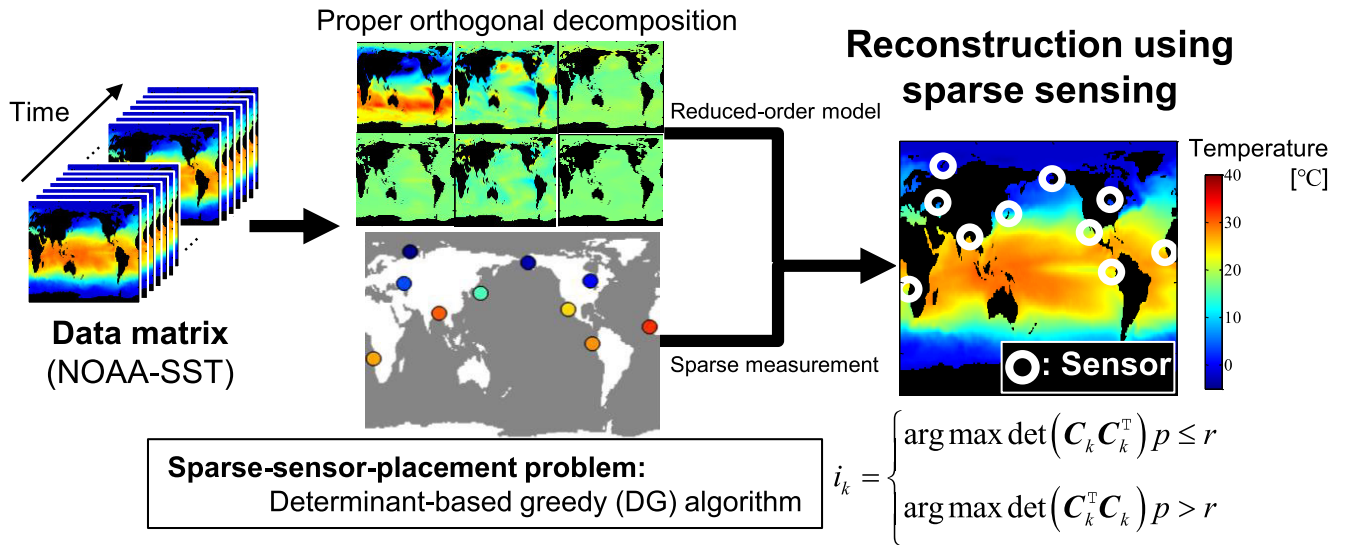 Proper orthogonal decomposition
Reconstruction using
sparse sensing
Time
Reduced-order model
Temperature
[°C]
40
30
20
10
0
Data matrix
(NOAA-SST)
Sparse measurement
: Sensor
Sparse-sensor-placement problem:
Determinant-based greedy (DG) algorithm
i_k = { arg max det(C_k C_k^T) p ≤ r
arg max det(C_k^T C_k) p > r